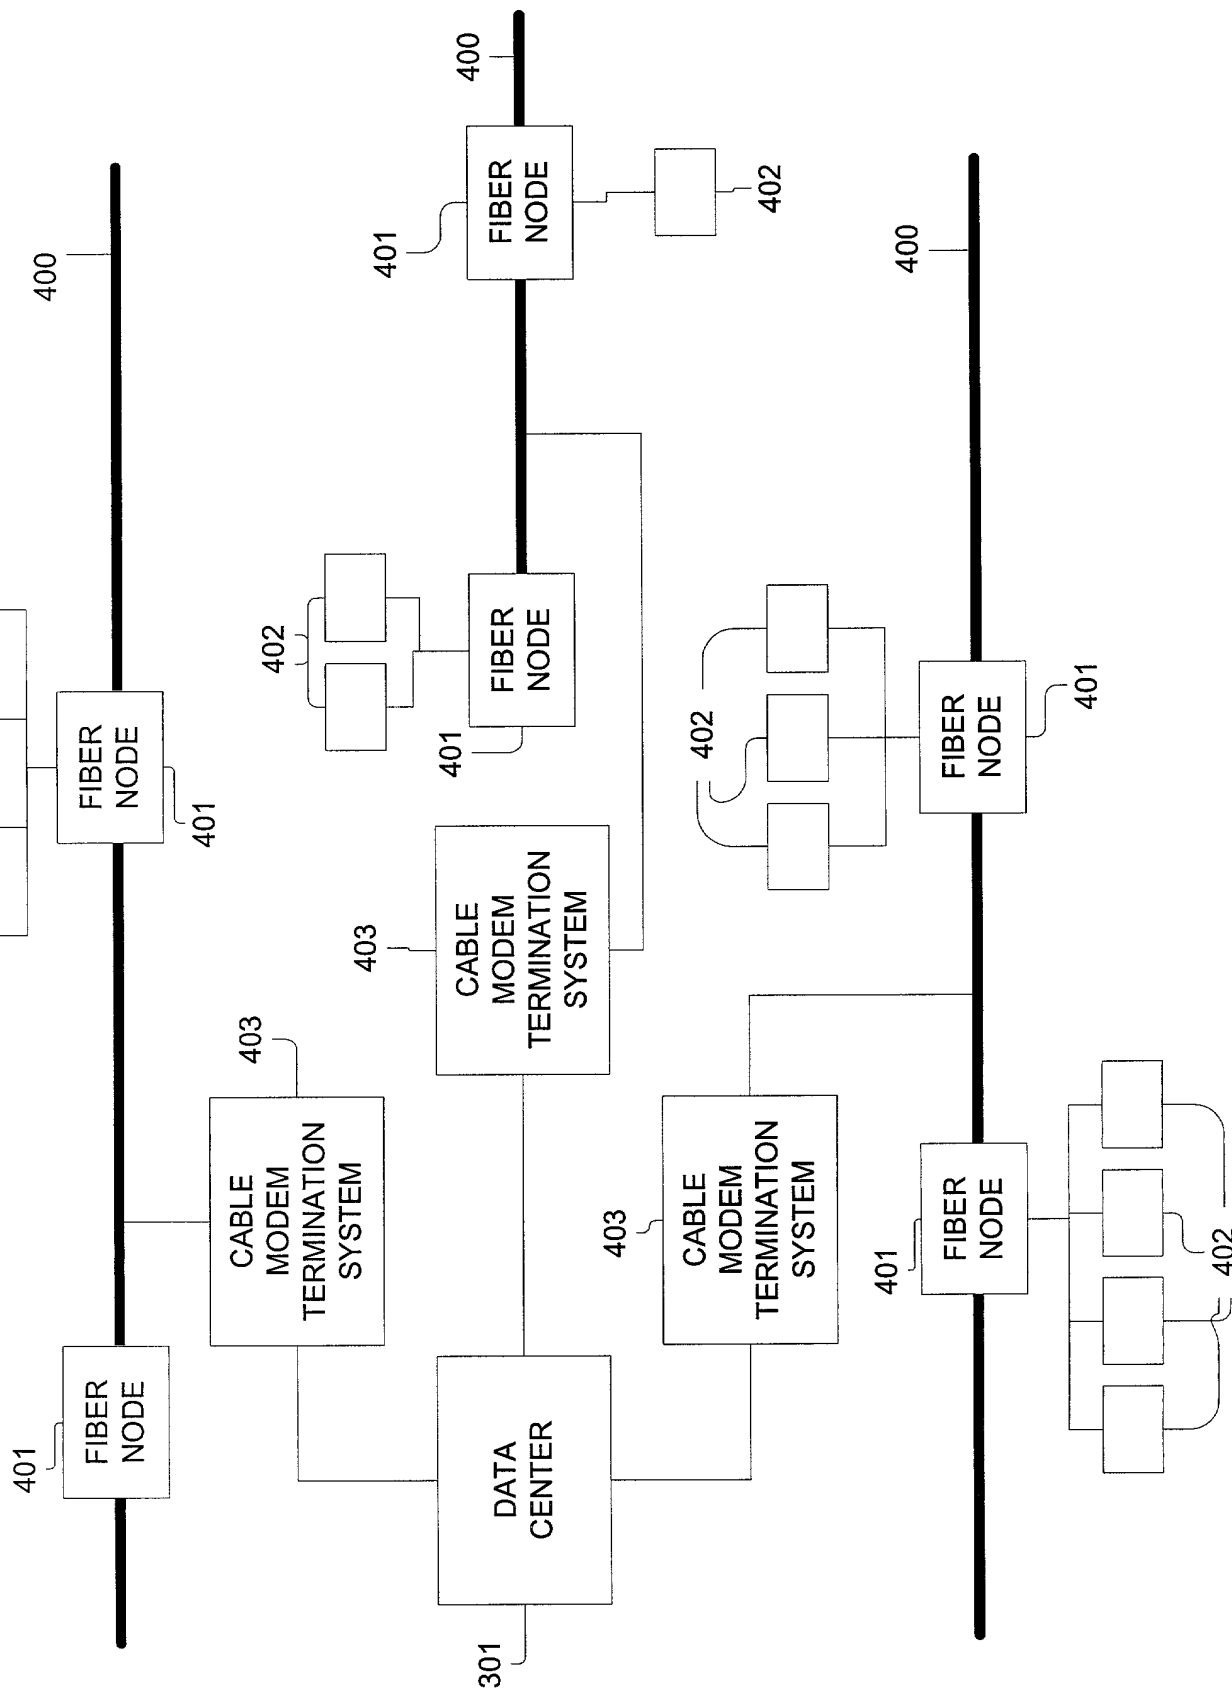 401
400
FIBER
NODE
FIBER
NODE
401
403
CABLE
MODEM
TERMINATION
SYSTEM
402
403
401
401
400
301
DATA
CENTER
CABLE
MODEM
TERMINATION
SYSTEM
FIBER
NODE
FIBER
NODE
403
402
CABLE
MODEM
TERMINATION
SYSTEM
402
401
400
FIBER
NODE
FIBER
NODE
401
402